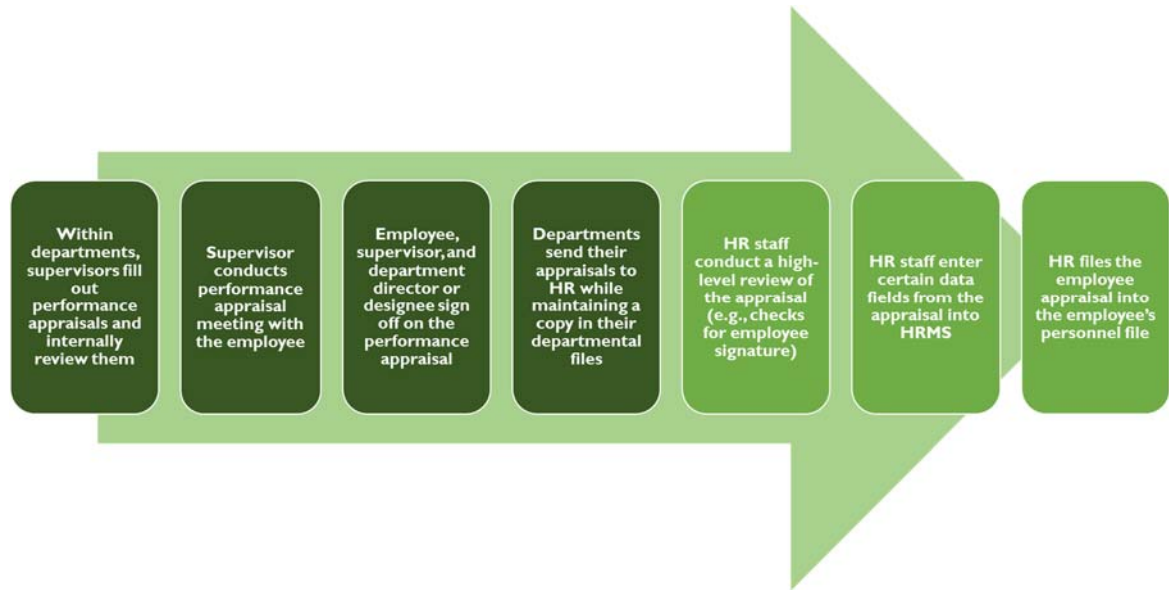 Within
departments,
supervisors fill
out
performance
appraisals and
internally
review them
Supervisor
conducts
performance
appraisal
meeting with
the employee
Employee,
supervisor, and
department
director or
designee sign
off on the
performance
appraisal
Departments
send their
appraisals to
HR while
maintaining a
copy in their
departmental
files
HR staff
conduct a high-
level review of
the appraisal
(e.g., checks
for employee
signature)
HR staff enter
certain data
fields from the
appraisal into
HRMS
HR files the
employee
appraisal into
the employee's
personnel file